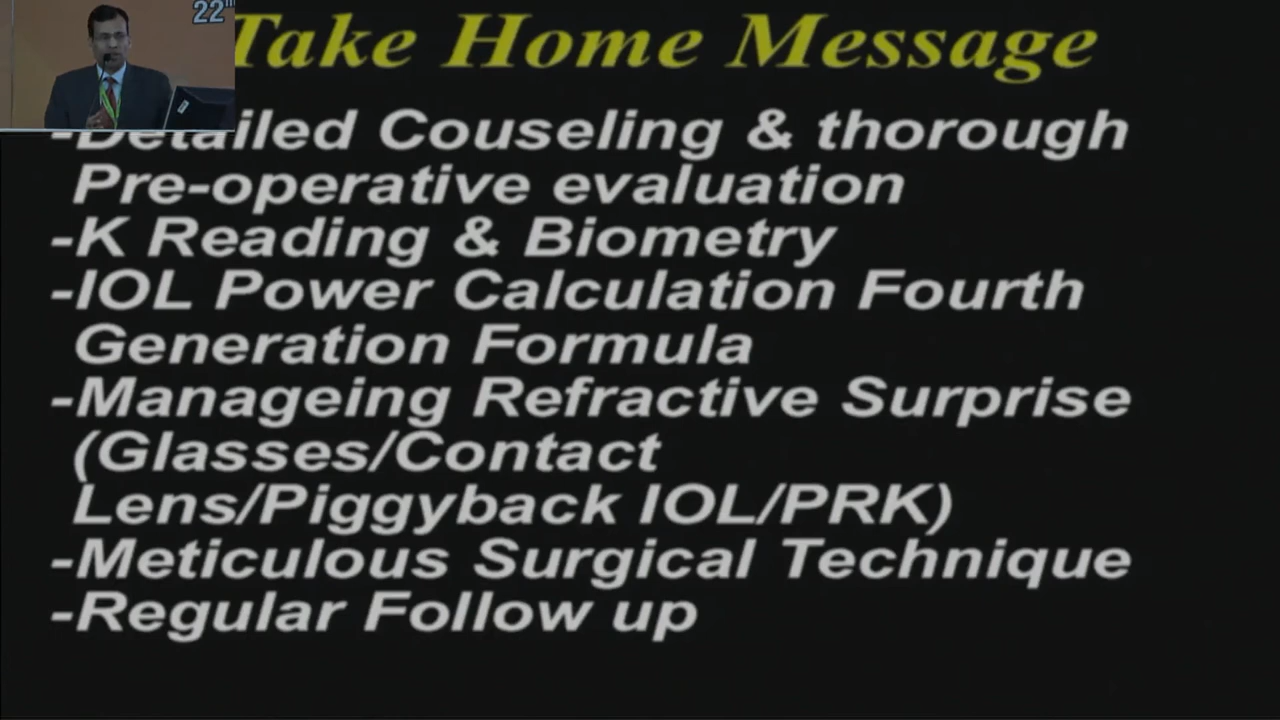 22nd
Take Home Message
-Detailed Couseling & thorough
Pre-operative evaluation
-K Reading & Biometry
-IOL Power Calculation Fourth
Generation Formula
-Manageing Refractive Surprise
(Glasses/Contact
Lens/Piggyback IOL/PRK)
-Meticulous Surgical Technique
-Regular Follow up